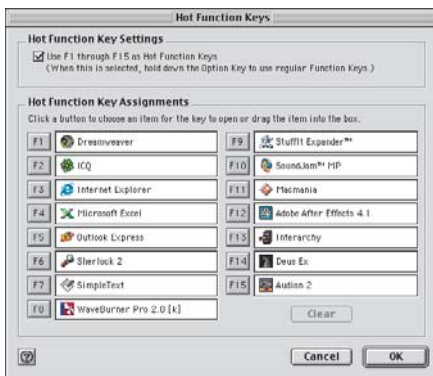 Hot Function Keys
Hot Function Key Settings
Use F1 through F15 as Hot Function Keys
(When this is selected, hold down the Option Key to use regular Function Keys.)
Hot Function Key Assignments
Click a button to choose an item for the key to open or drag the item into the box.
F1 Dreamweaver
F2 ICQ
F3 Internet Explorer
F4 Microsoft Excel
F5 Outlook Express
F6 Sherlock 2
F7 SimpleText
F8 WaveBurner Pro 2.0 [k]
F9 StuffIt Expander™
F10 SoundJam™ MP
F11 Macmania
F12 Adobe After Effects 4.1
F13 Interarchy
F14 Deus Ex
F15 Audion 2
Clear
?
Cancel
OK